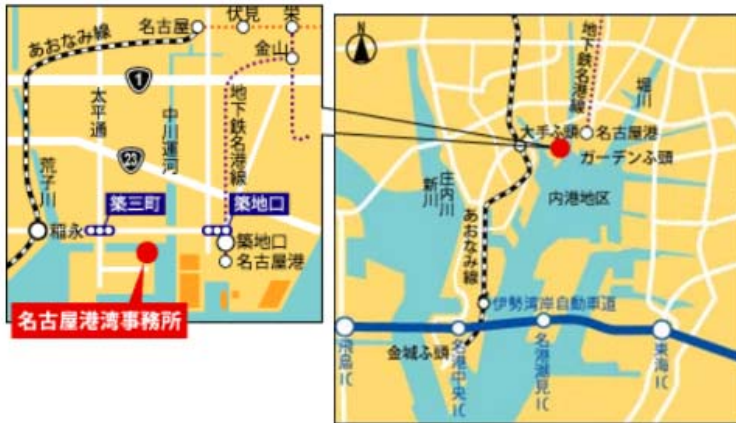 名古屋
伏見
栄
あおなみ線
金山
1
太平通
中川運河
地下鉄名港線
23
荒子川
築三町
築地口
稲永
築地口
名古屋港
名古屋港湾事務所
N
地下鉄名港線
堀川
大手ふ頭
名古屋港
ガーデンふ頭
庄内川
新川
内港地区
あおなみ線
伊勢湾岸自動車道
金城ふ頭
飛島IC
名港中央IC
名港潮見IC
東海IC